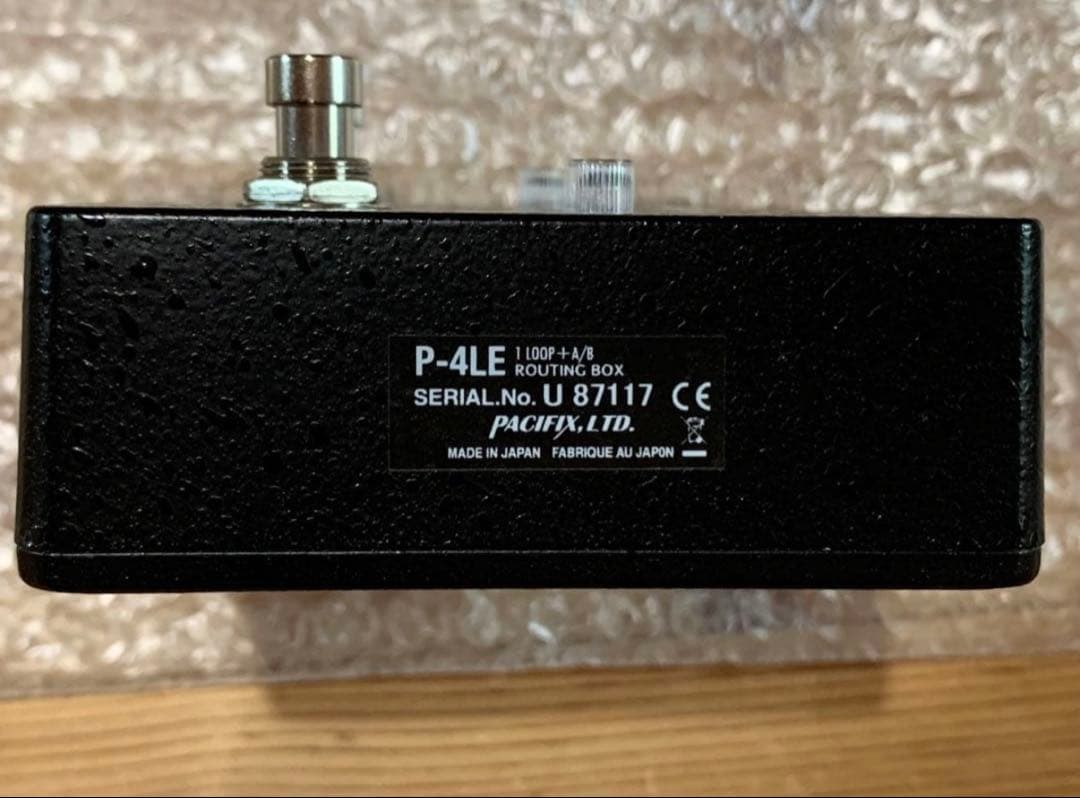 P-4LE 1 LOOP+A/B
ROUTING BOX
SERIAL.No. U 87117 CE
PACIFIX, LTD.
MADE IN JAPAN FABRIQUE AU JAPON